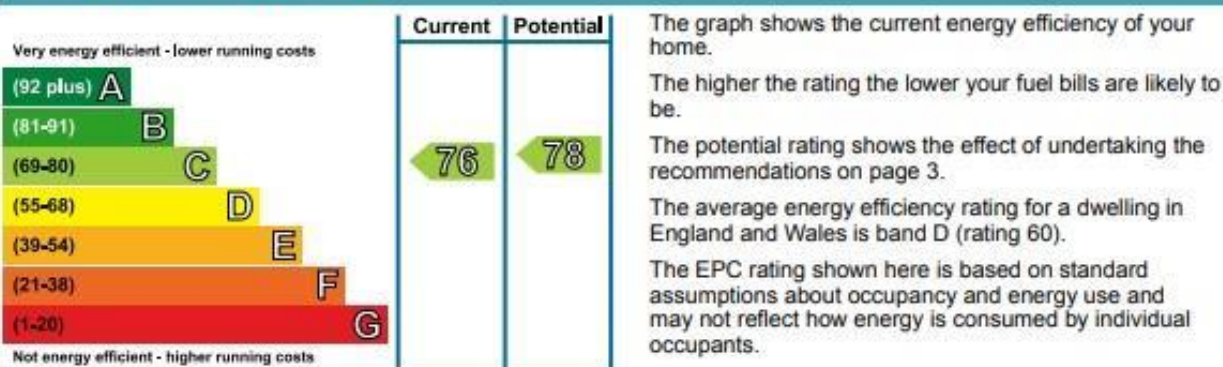 Current Potential
Very energy efficient - lower running costs
(92 plus) A
(81-91) B
(69-80) C
(55-68) D
(39-54) E
(21-38) F
(1-20) G
Not energy efficient - higher running costs
76
78
The graph shows the current energy efficiency of your
home.
The higher the rating the lower your fuel bills are likely to
be.
The potential rating shows the effect of undertaking the
recommendations on page 3.
The average energy efficiency rating for a dwelling in
England and Wales is band D (rating 60).
The EPC rating shown here is based on standard
assumptions about occupancy and energy use and
may not reflect how energy is consumed by individual
occupants.